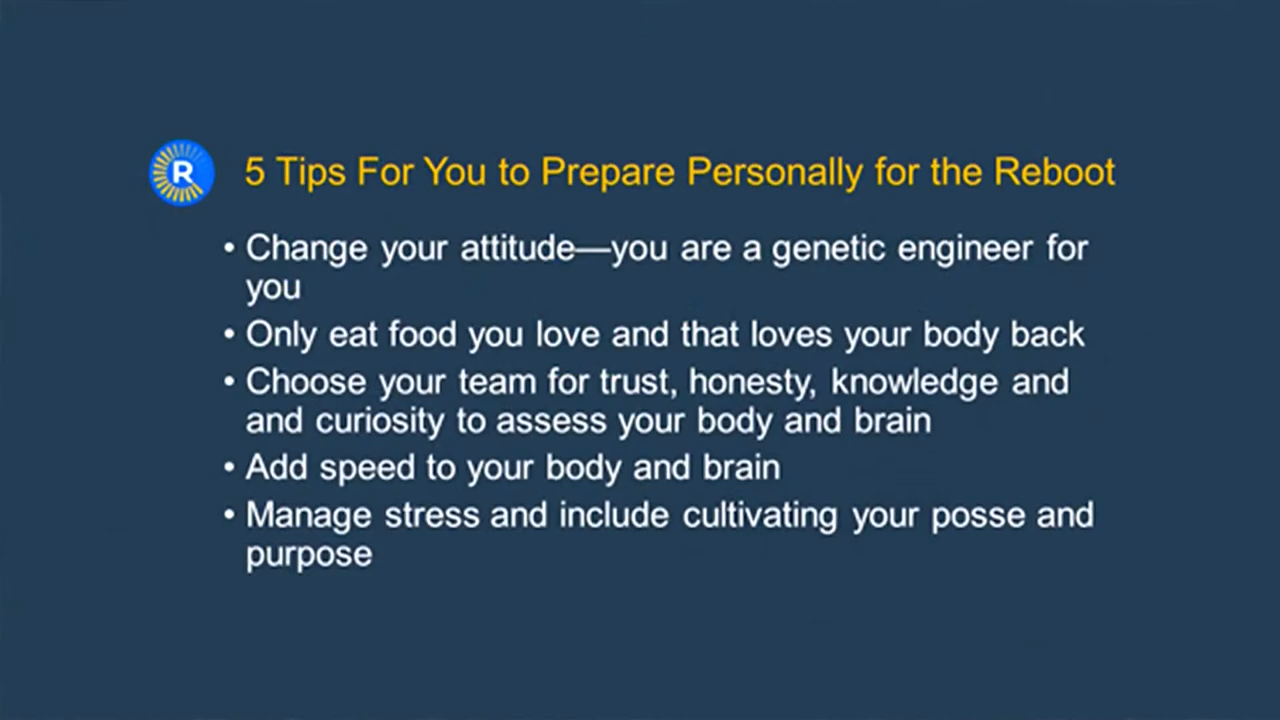 R
5 Tips For You to Prepare Personally for the Reboot
• Change your attitude—you are a genetic engineer for
you
• Only eat food you love and that loves your body back
• Choose your team for trust, honesty, knowledge and
and curiosity to assess your body and brain
• Add speed to your body and brain
• Manage stress and include cultivating your posse and
purpose